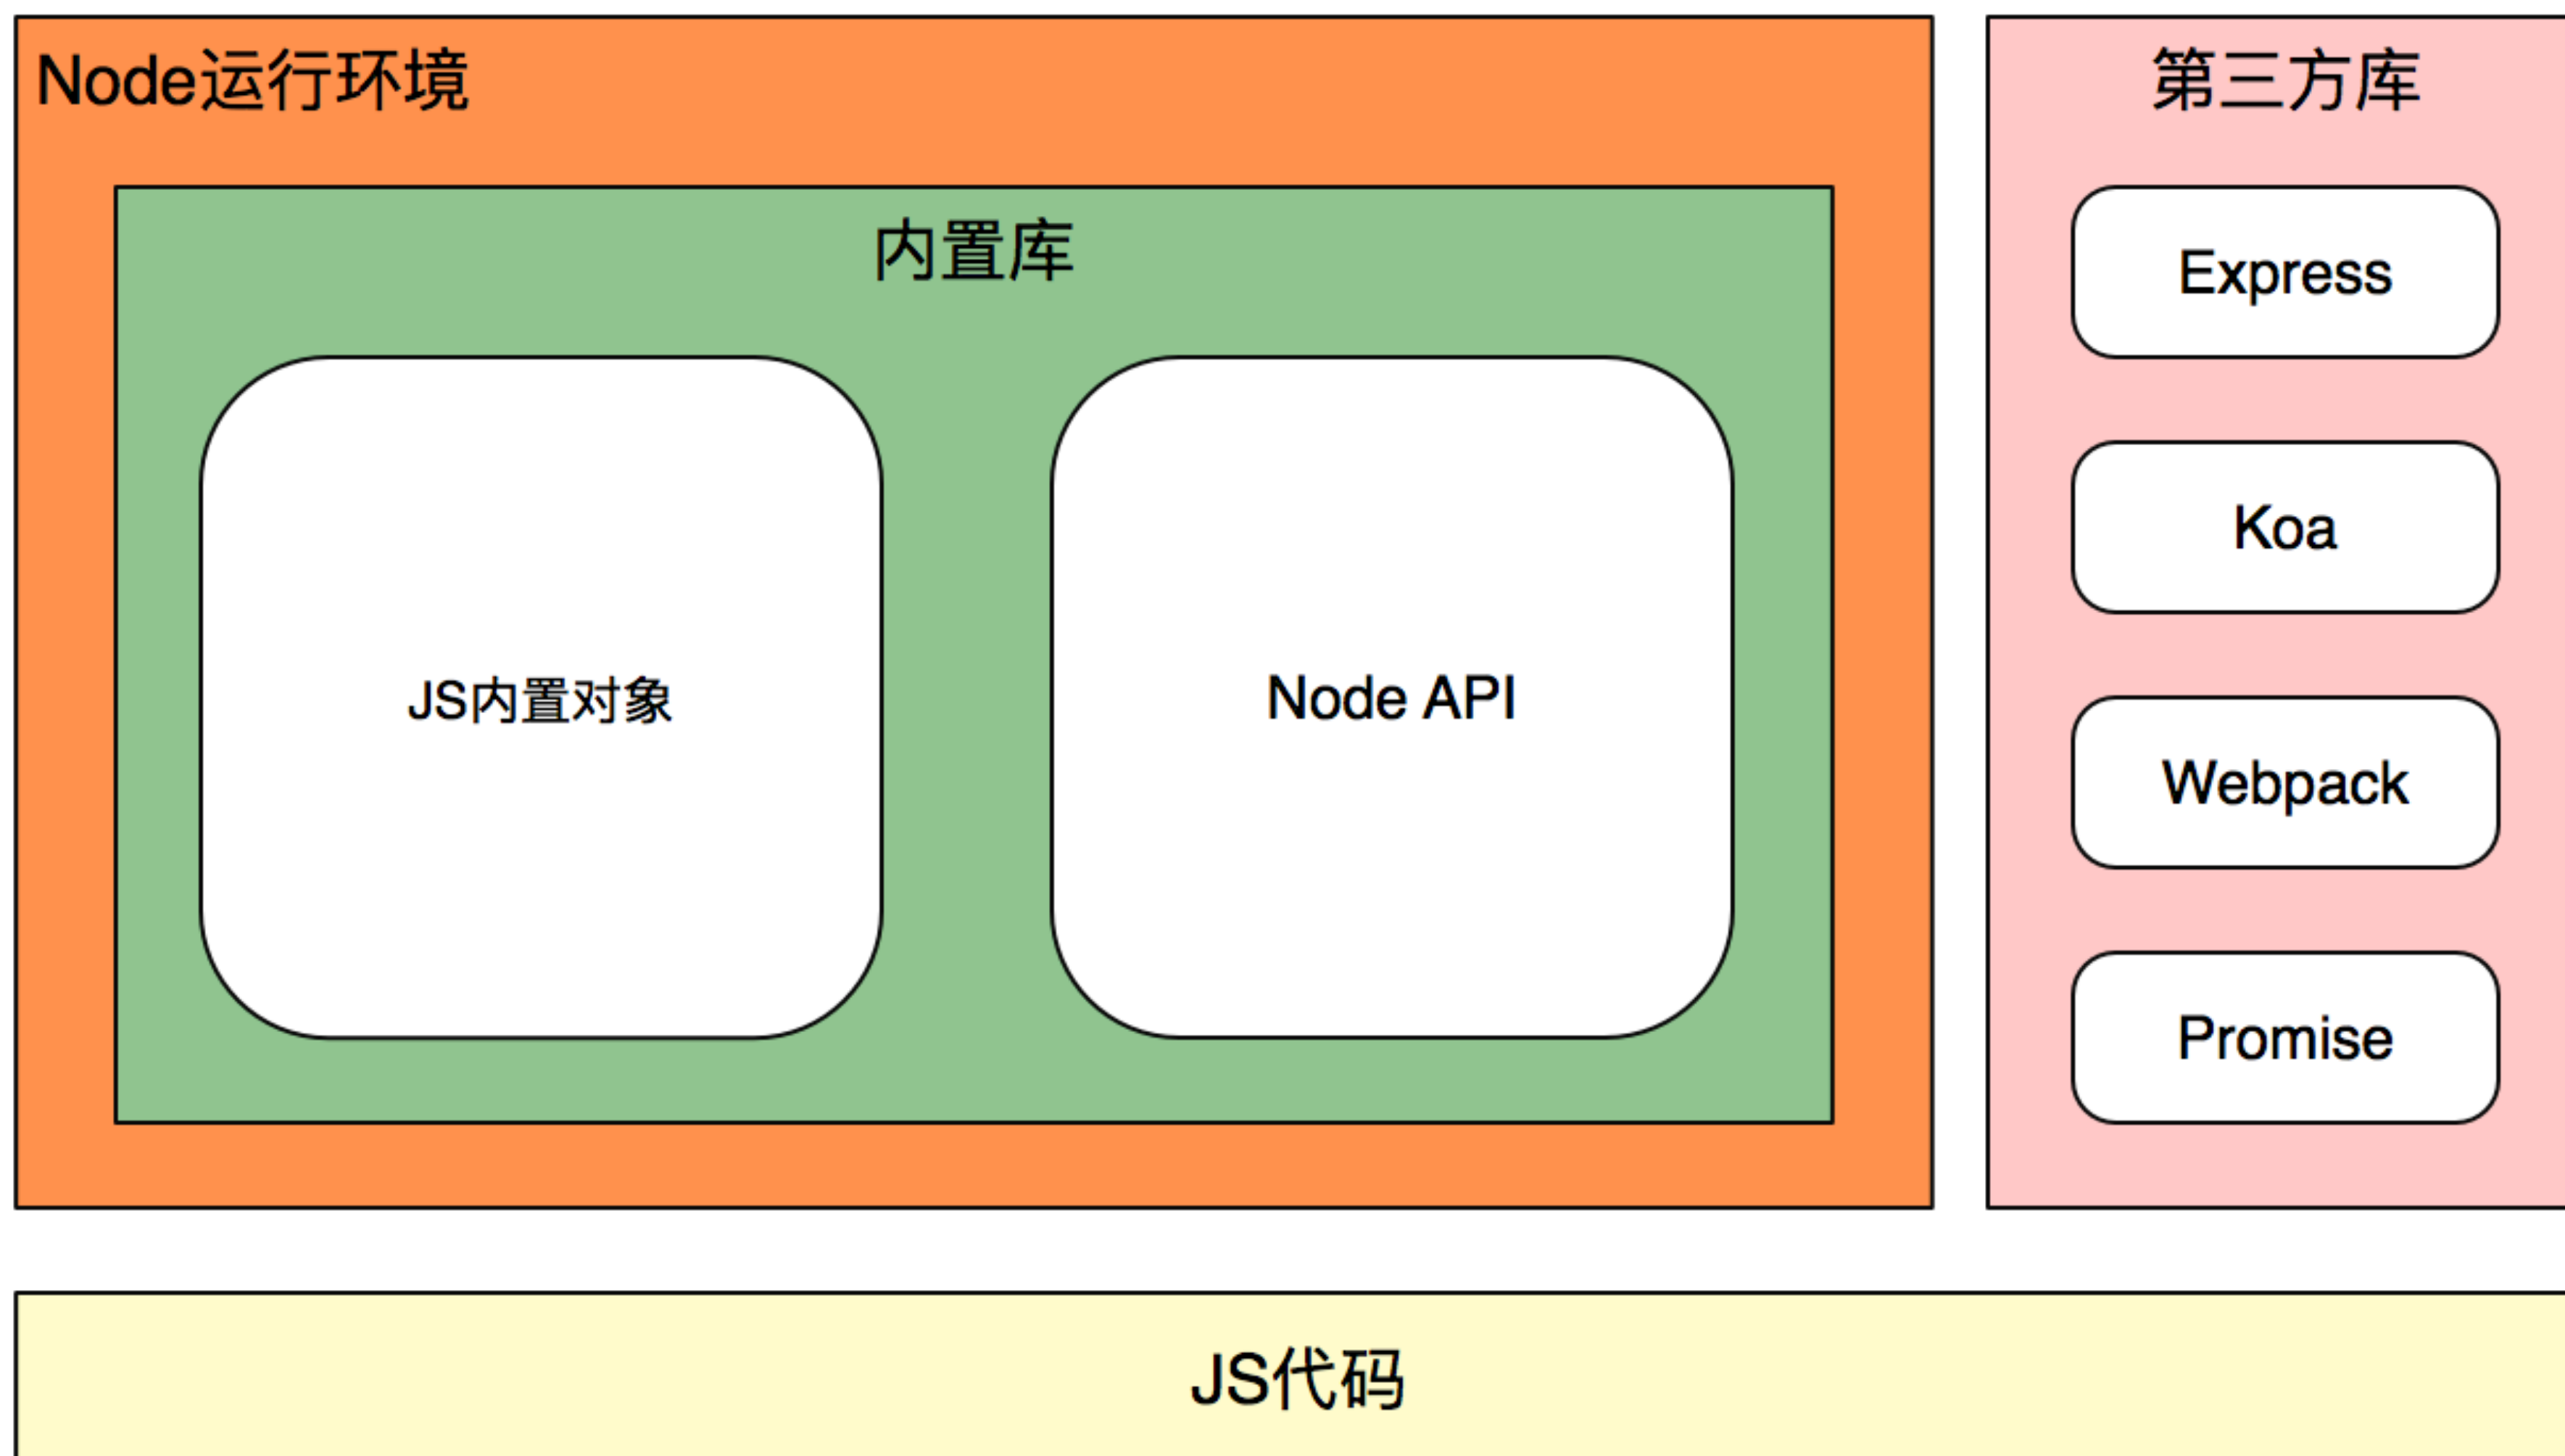 Node运行环境
内置库
JS内置对象
Node API
第三方库
Express
Koa
Webpack
Promise
JS代码